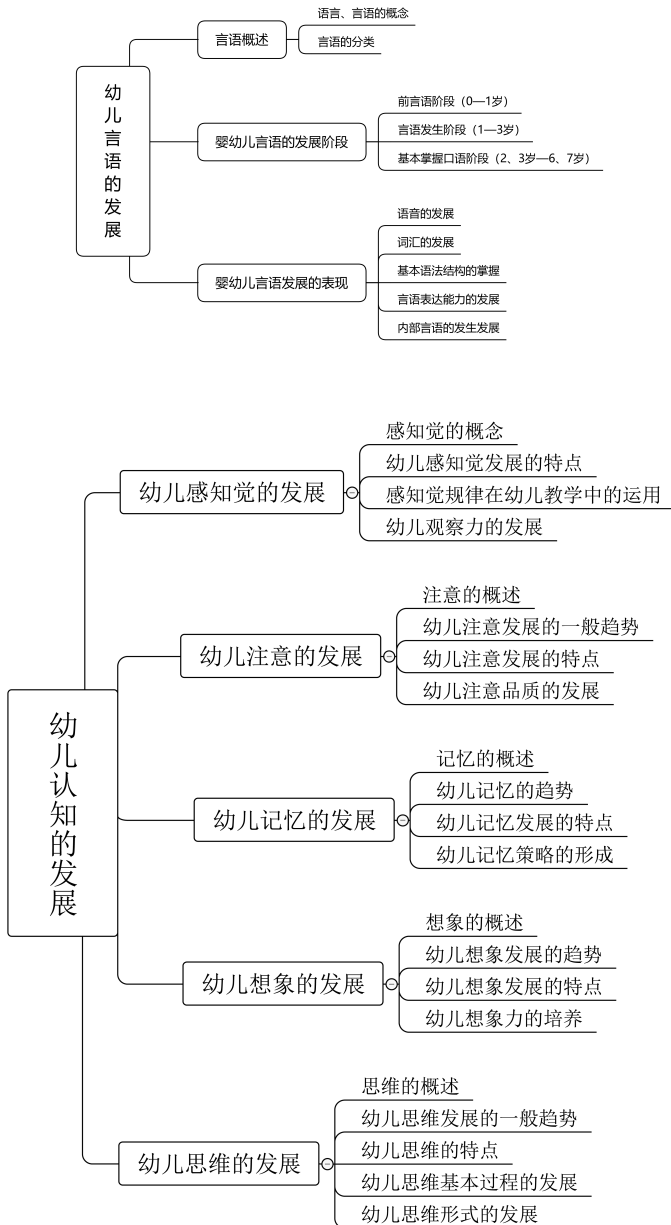 幼儿言语的发展
言语概述
语言、言语的概念
言语的分类
婴幼儿言语的发展阶段
前言语阶段（0—1岁）
言语发生阶段（1—3岁）
基本掌握口语阶段（2、3岁—6、7岁）
婴幼儿言语发展的表现
语音的发展
词汇的发展
基本语法结构的掌握
言语表达能力的发展
内部言语的发生发展
幼儿认知的发展
幼儿感知觉的发展
感知觉的概念
幼儿感知觉发展的特点
感知觉规律在幼儿教学中的运用
幼儿观察力的发展
幼儿注意的发展
注意的概述
幼儿注意发展的一般趋势
幼儿注意发展的特点
幼儿注意品质的发展
幼儿记忆的发展
记忆的概述
幼儿记忆的趋势
幼儿记忆发展的特点
幼儿记忆策略的形成
幼儿想象的发展
想象的概述
幼儿想象发展的趋势
幼儿想象发展的特点
幼儿想象力的培养
幼儿思维的发展
思维的概述
幼儿思维发展的一般趋势
幼儿思维的特点
幼儿思维基本过程的发展
幼儿思维形式的发展